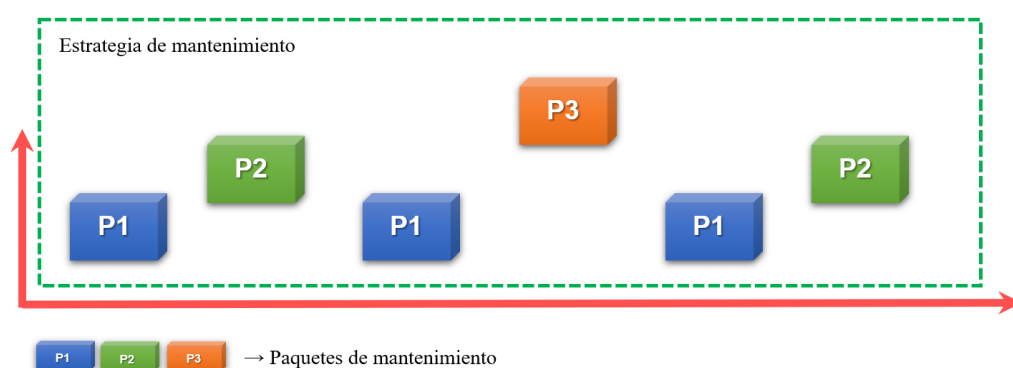 Estrategia de mantenimiento
P3
P2
P2
P1
P1
P1
P1 P2 P3 → Paquetes de mantenimiento